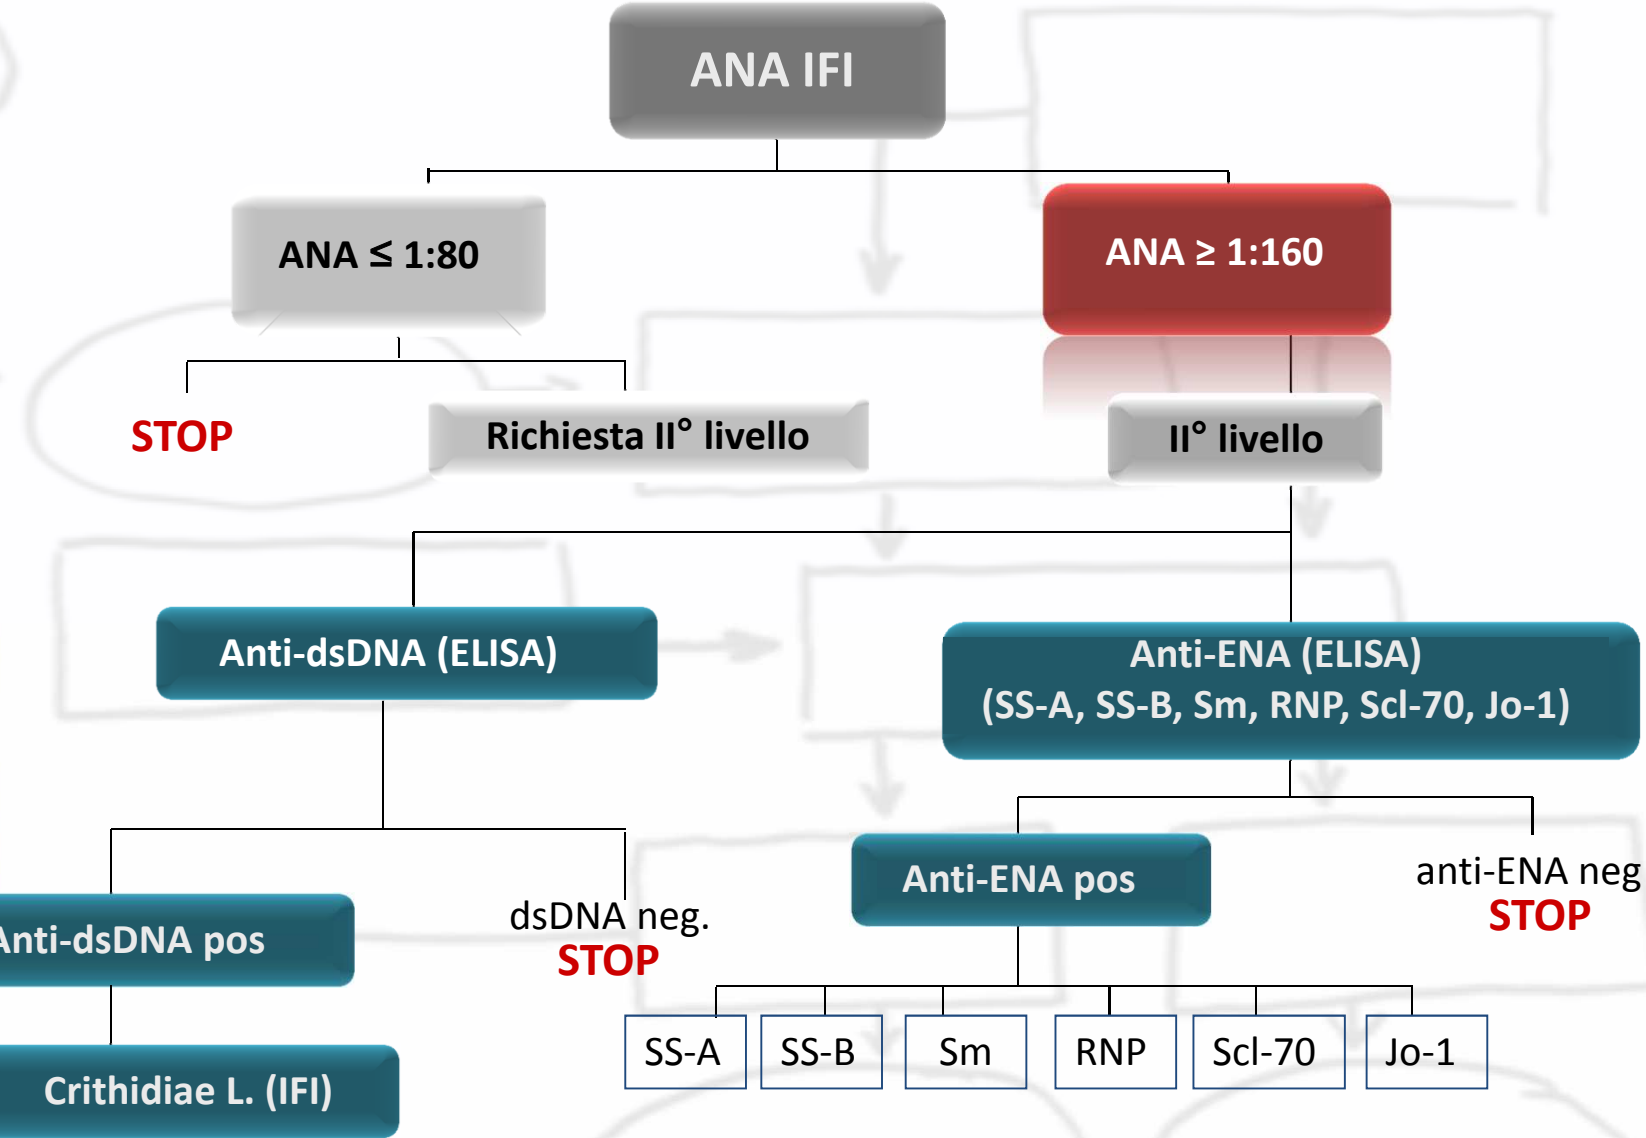 ANA IFI
ANA ≤ 1:80
ANA ≥ 1:160
STOP
Richiesta II° livello
II° livello
Anti-dsDNA (ELISA)
Anti-ENA (ELISA)
(SS-A, SS-B, Sm, RNP, Scl-70, Jo-1)
Anti-dsDNA pos
dsDNA neg.
STOP
Anti-ENA pos
anti-ENA neg
STOP
Crithidiae L. (IFI)
SS-A
SS-B
Sm
RNP
Scl-70
Jo-1